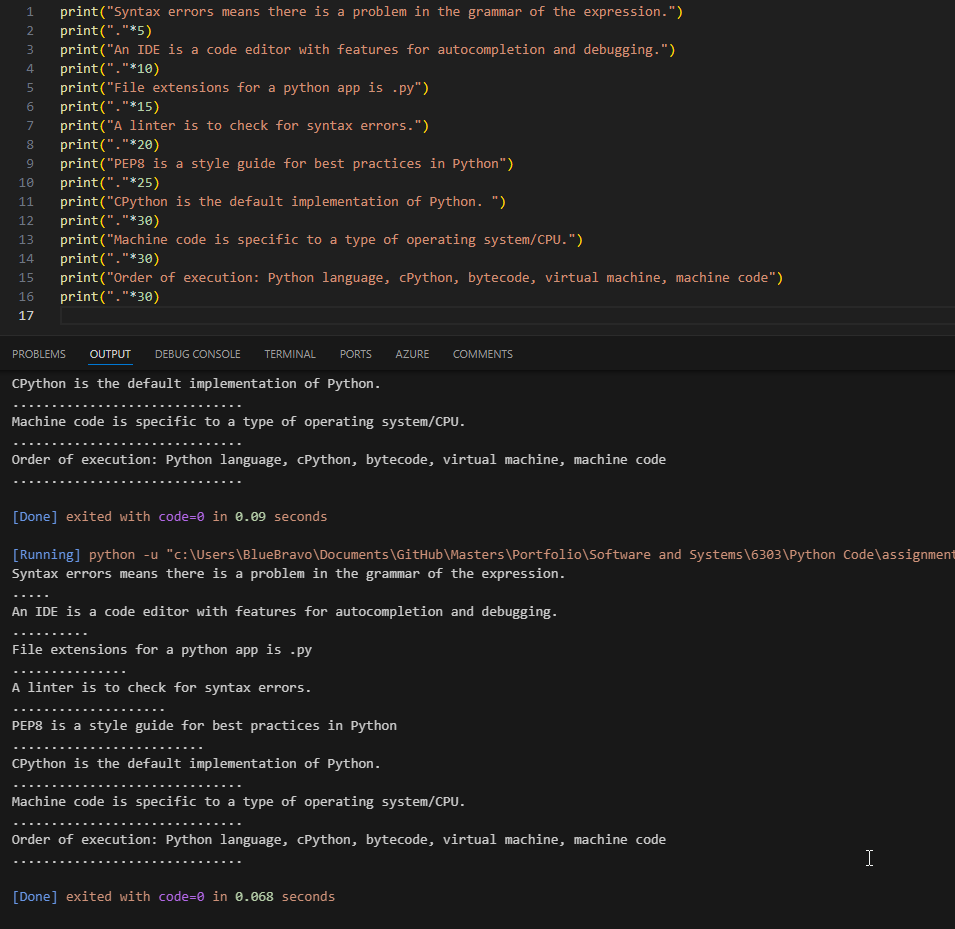 1 print("Syntax errors means there is a problem in the grammar of the expression.")
2 print("."*5)
3 print("An IDE is a code editor with features for autocompletion and debugging.")
4 print("."*10)
5 print("File extensions for a python app is .py")
6 print("."*15)
7 print("A linter is to check for syntax errors.")
8 print("."*20)
9 print("PEP8 is a style guide for best practices in Python")
10 print("."*25)
11 print("CPython is the default implementation of Python. ")
12 print("."*30)
13 print("Machine code is specific to a type of operating system/CPU.")
14 print("."*30)
15 print("Order of execution: Python language, cPython, bytecode, virtual machine, machine code")
16 print("."*30)
17
PROBLEMS OUTPUT DEBUG CONSOLE TERMINAL PORTS AZURE COMMENTS
CPython is the default implementation of Python.
..............................
Machine code is specific to a type of operating system/CPU.
..............................
Order of execution: Python language, cPython, bytecode, virtual machine, machine code
..............................
[Done] exited with code=0 in 0.09 seconds
[Running] python -u "c:\Users\BlueBravo\Documents\GitHub\Masters\Portfolio\Software and Systems\6303\Python Code\assignment
Syntax errors means there is a problem in the grammar of the expression.
.....
An IDE is a code editor with features for autocompletion and debugging.
..........
File extensions for a python app is .py
...............
A linter is to check for syntax errors.
....................
PEP8 is a style guide for best practices in Python
.........................
CPython is the default implementation of Python.
..............................
Machine code is specific to a type of operating system/CPU.
..............................
Order of execution: Python language, cPython, bytecode, virtual machine, machine code
..............................
[Done] exited with code=0 in 0.068 seconds